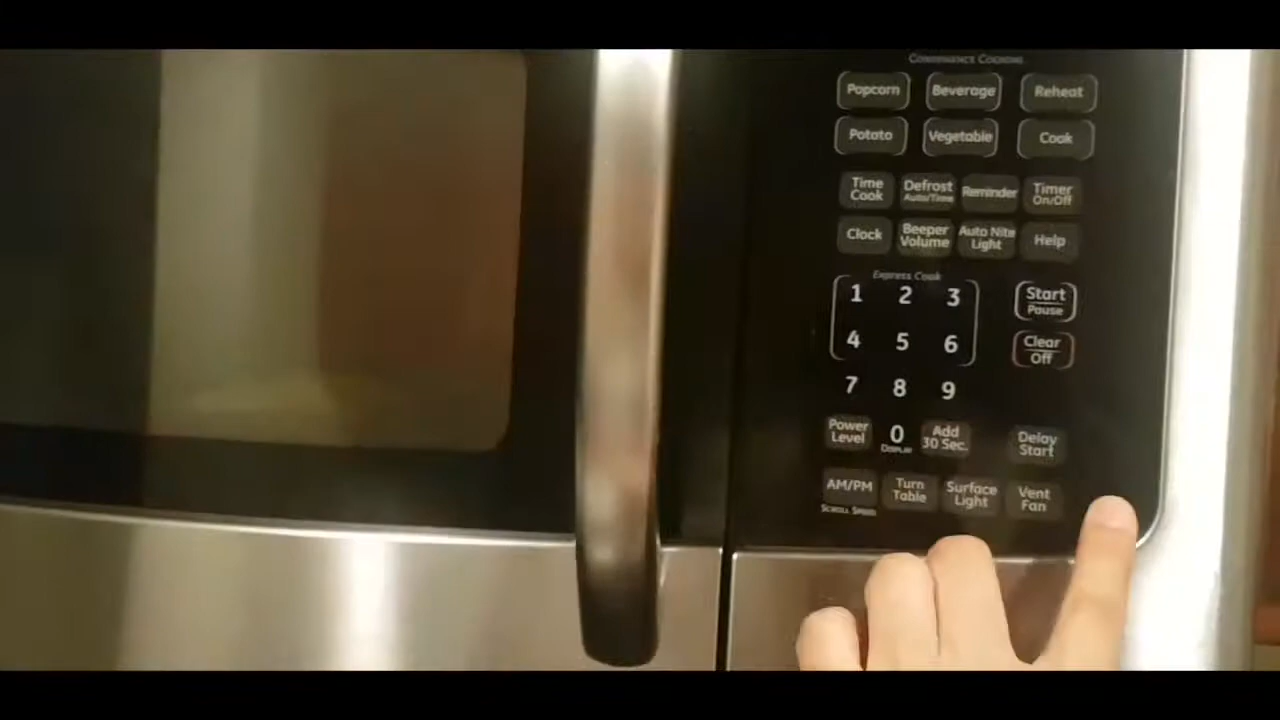 Convenience Cooking
Popcorn Beverage Reheat
Potato Vegetable Cook
Time Cook Defrost Auto/Time Reminder Timer On/Off
Clock Beeper Volume Auto Nite Light Help
Express Cook
1 2 3 Start Pause
4 5 6 Clear Off
7 8 9
Power Level 0 Display Add 30 Sec. Delay Start
AM/PM Turn Table Surface Light Vent Fan
Scroll Speed